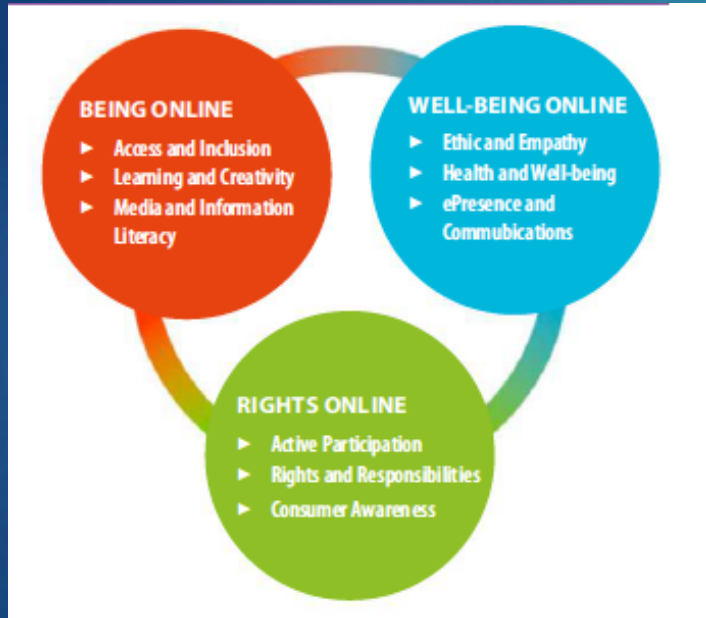 BEING ONLINE
► Access and Inclusion
► Learning and Creativity
► Media and Information
Literacy
WELL-BEING ONLINE
► Ethic and Empathy
► Health and Well-being
► ePresence and
Commubications
RIGHTS ONLINE
► Active Participation
► Rights and Responsibilities
► Consumer Awareness